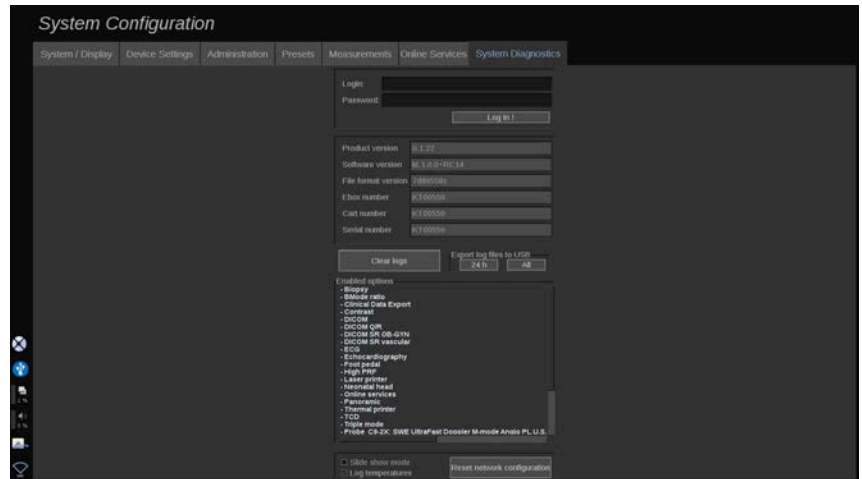 System Configuration
System / Display Device Settings Administration Presets Measurements Online Services System Diagnostics
Login:
Password:
Log in !
Product version
Software version
File format version
Ebox number KT00550
Cart number KT00550
Serial number KT00550
Clear logs
Export log files to USB
24 h All
Enabled options
- Biopsy
- BMode ratio
- Clinical Data Export
- Contrast
- DICOM
- DICOM Q/R
- DICOM SR OB-GYN
- DICOM SR vascular
- ECG
- Echocardiography
- Foot pedal
- High PRF
- Laser printer
- Neonatal head
- Online services
- Panoramic
- Thermal printer
- TCD
- Triple mode
- Probe C9-2X: SWE UltraFast Doppler M-mode Angio PL.U.S.
Slide show mode
Log temperatures
Reset network configuration